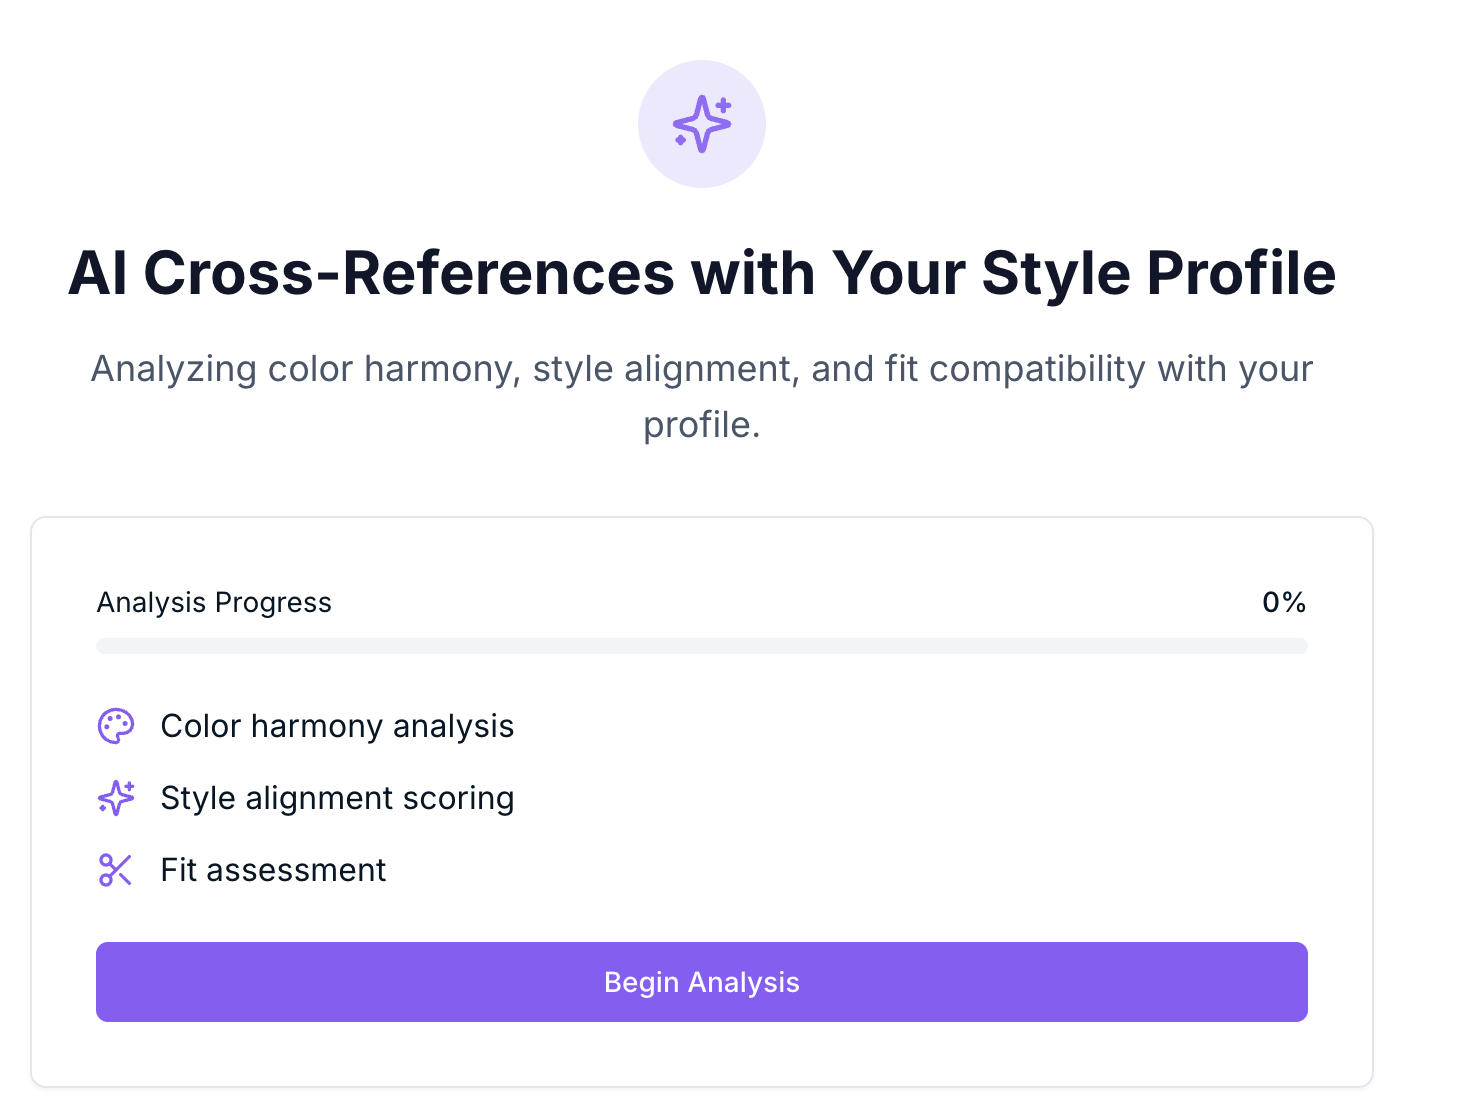 AI Cross-References with Your Style Profile
Analyzing color harmony, style alignment, and fit compatibility with your
profile.
Analysis Progress 0%
Color harmony analysis
Style alignment scoring
Fit assessment
Begin Analysis